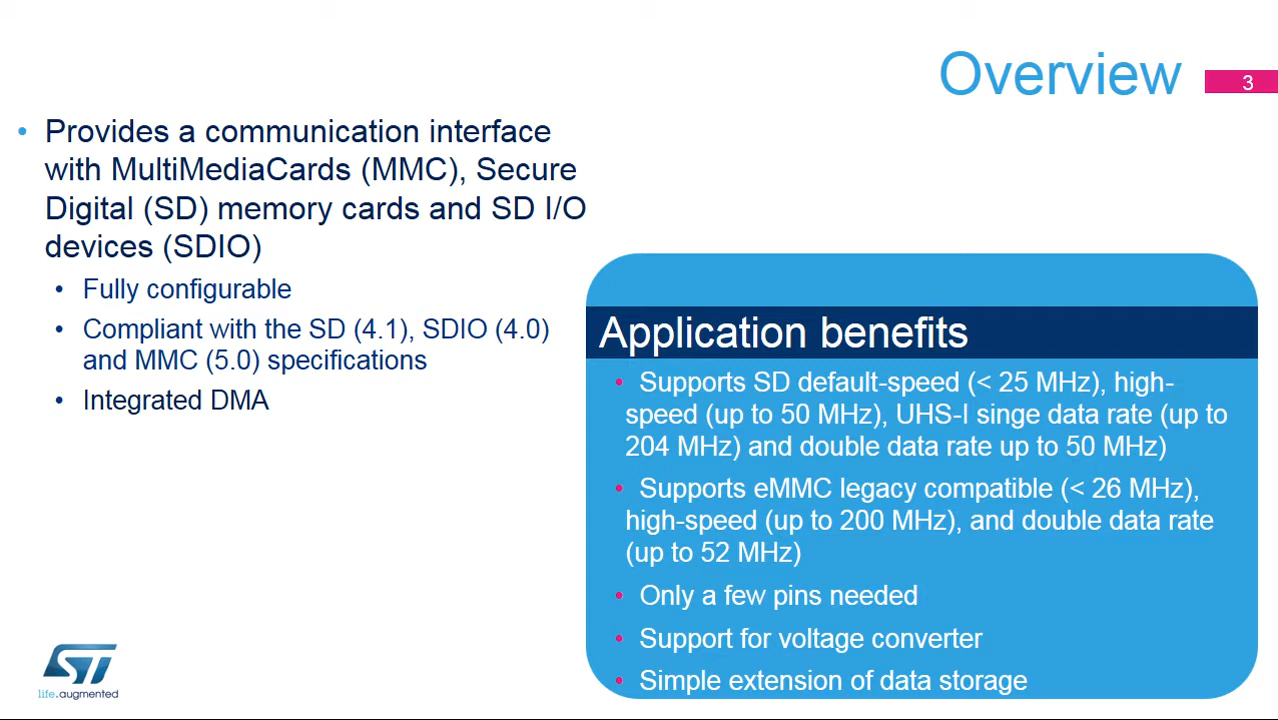 Overview
3
• Provides a communication interface
with MultiMediaCards (MMC), Secure
Digital (SD) memory cards and SD I/O
devices (SDIO)
• Fully configurable
• Compliant with the SD (4.1), SDIO (4.0)
and MMC (5.0) specifications
• Integrated DMA
Application benefits
• Supports SD default-speed (< 25 MHz), high-
speed (up to 50 MHz), UHS-I singe data rate (up to
204 MHz) and double data rate up to 50 MHz)
• Supports eMMC legacy compatible (< 26 MHz),
high-speed (up to 200 MHz), and double data rate
(up to 52 MHz)
• Only a few pins needed
• Support for voltage converter
• Simple extension of data storage
ST
life.augmented